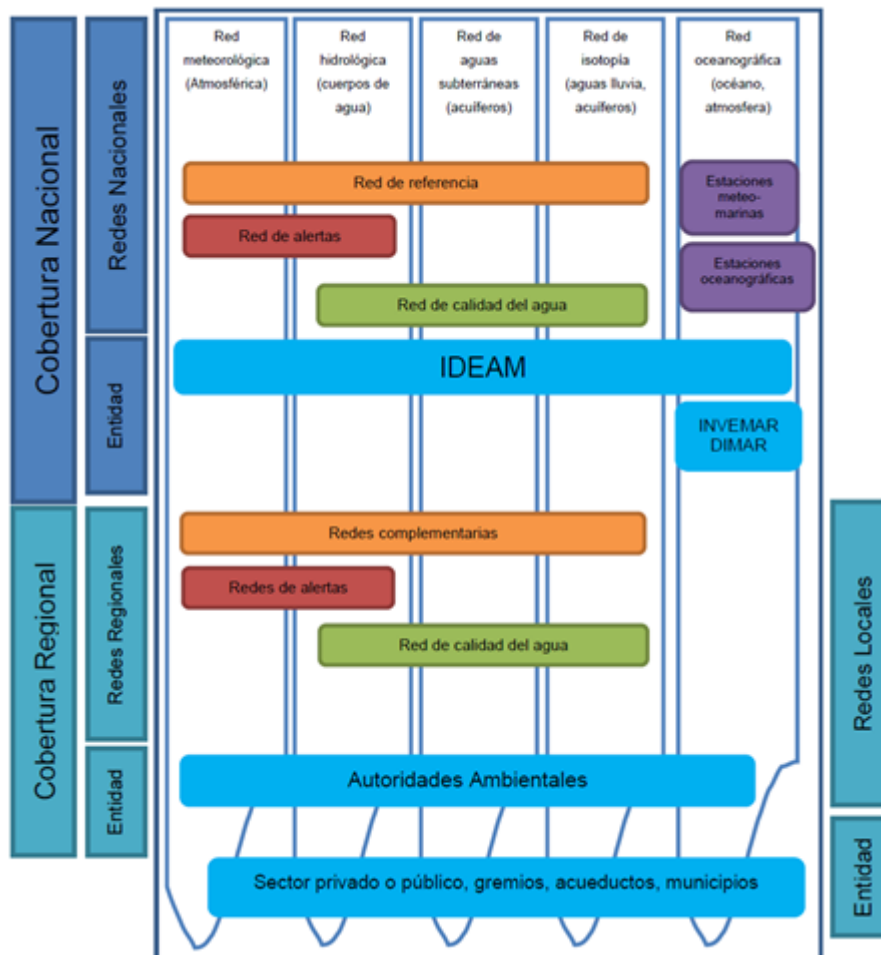 Red
meteorológica
(Atmosférica)
Red
hidrológica
(cuerpos de
agua)
Red de
aguas
subterráneas
(acuíferos)
Red de
isotopía
(aguas lluvia,
acuíferos)
Red
oceanográfica
(océano,
atmosfera)
Cobertura Nacional
Redes Nacionales
Red de referencia
Estaciones
meteo-
marinas
Red de alertas
Estaciones
oceanográficas
Red de calidad del agua
Entidad
IDEAM
INVEMAR
DIMAR
Cobertura Regional
Redes Regionales
Redes complementarias
Redes de alertas
Red de calidad del agua
Redes Locales
Entidad
Autoridades Ambientales
Sector privado o público, gremios, acueductos, municipios
Entidad